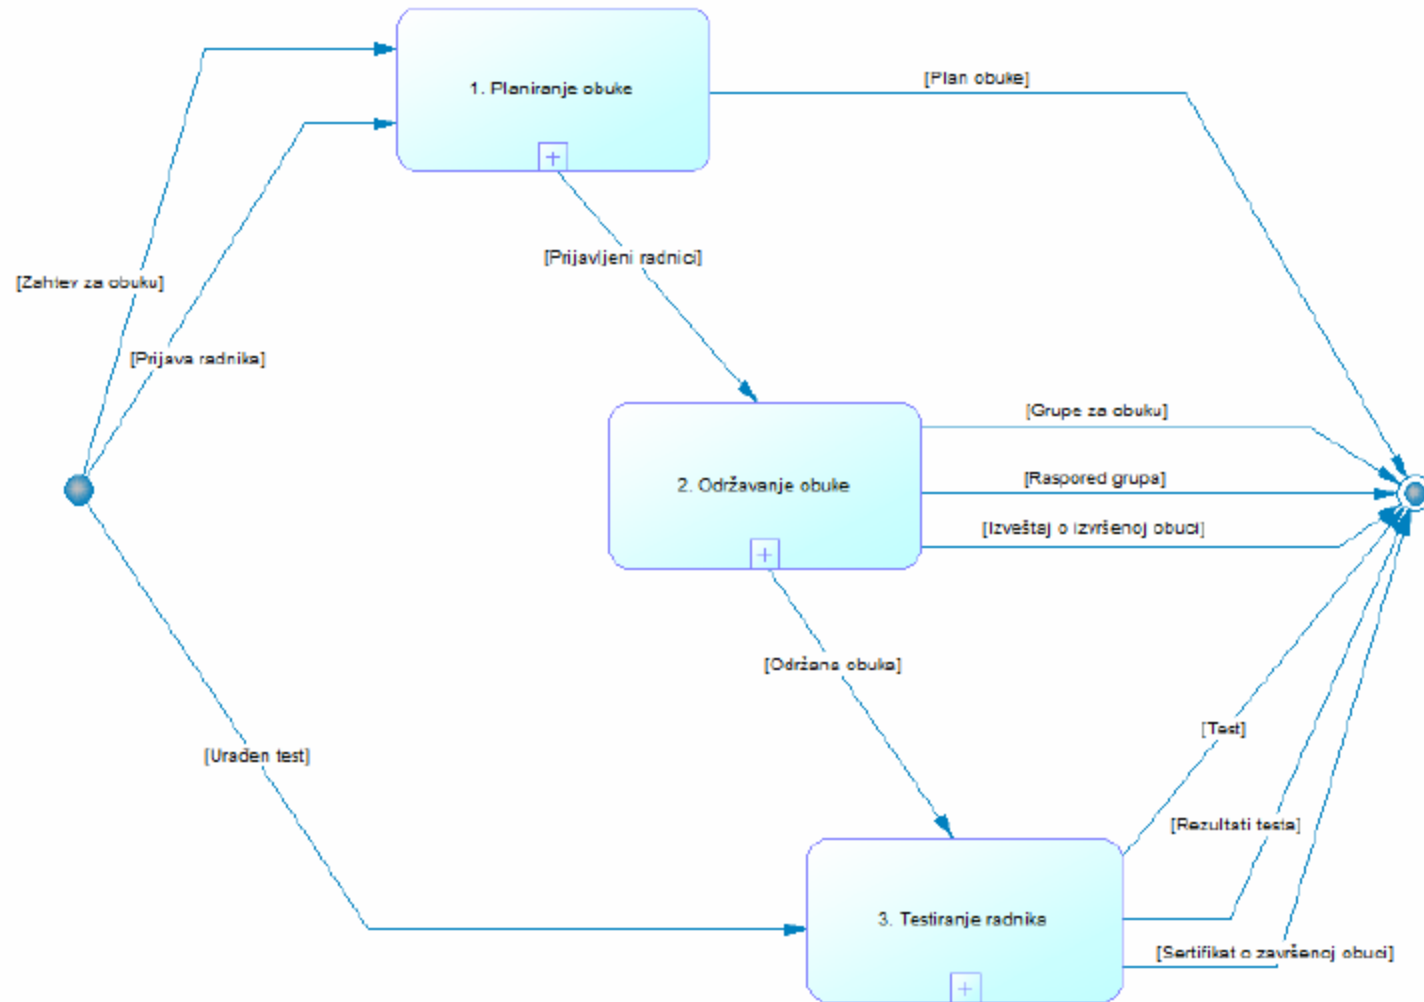 1. Planiranje obuke
[Plan obuke]
[Prijavljeni radnici]
[Zahtev za obuku]
[Prijava radnika]
[Grupe za obuku]
2. Održavanje obuke
[Raspored grupa]
[Izveštaj o izvršenoj obuci]
[Održana obuka]
[Urađen test]
[Test]
[Rezultati testa]
3. Testiranje radnika
[Sertifikat o završenoj obuci]